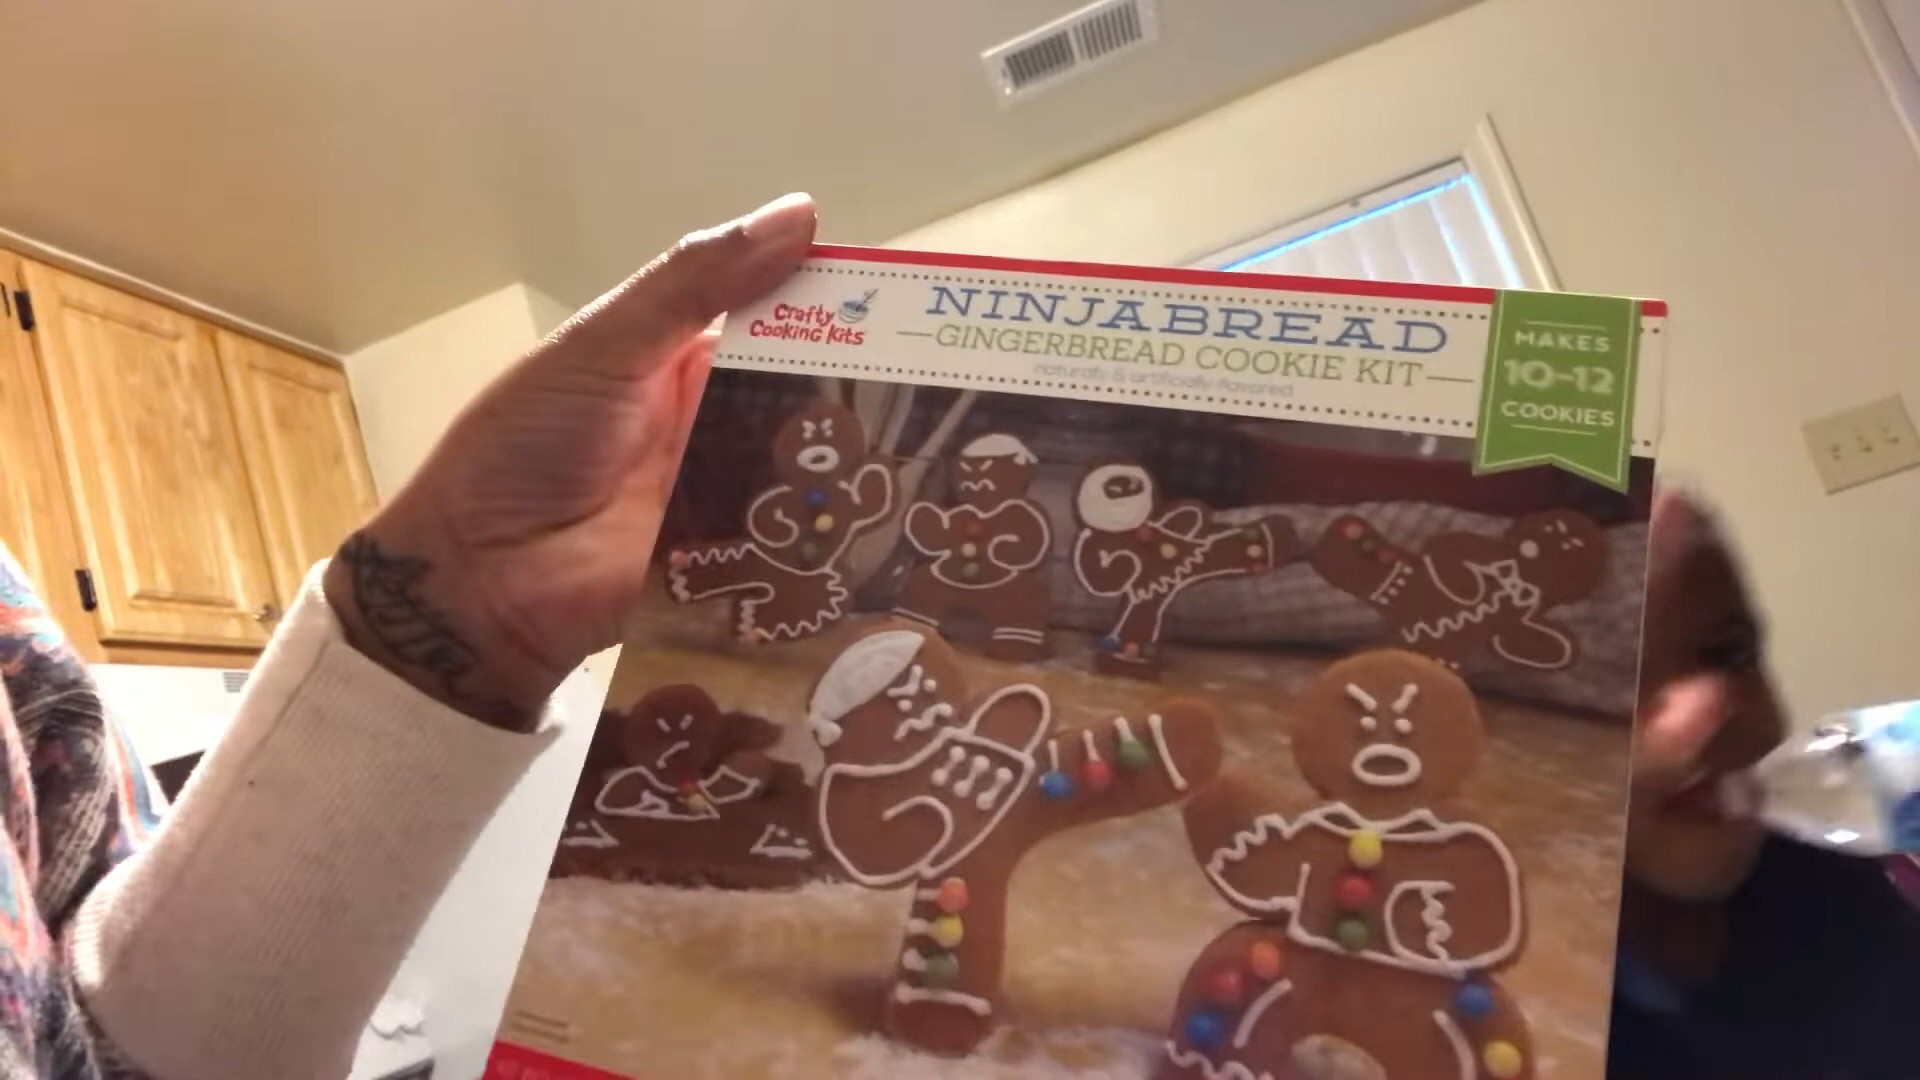 Crafty
Cooking Kits
NINJABREAD
GINGERBREAD COOKIE KIT
naturally & artificially flavored
MAKES
10-12
COOKIES